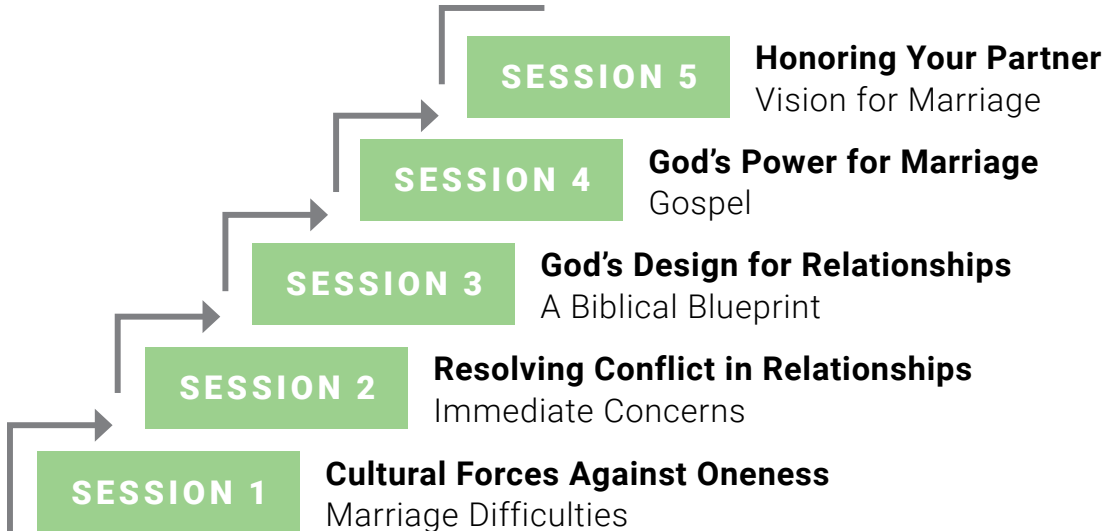 SESSION 5
Honoring Your Partner
Vision for Marriage
SESSION 4
God’s Power for Marriage
Gospel
SESSION 3
God’s Design for Relationships
A Biblical Blueprint
SESSION 2
Resolving Conflict in Relationships
Immediate Concerns
SESSION 1
Cultural Forces Against Oneness
Marriage Difficulties